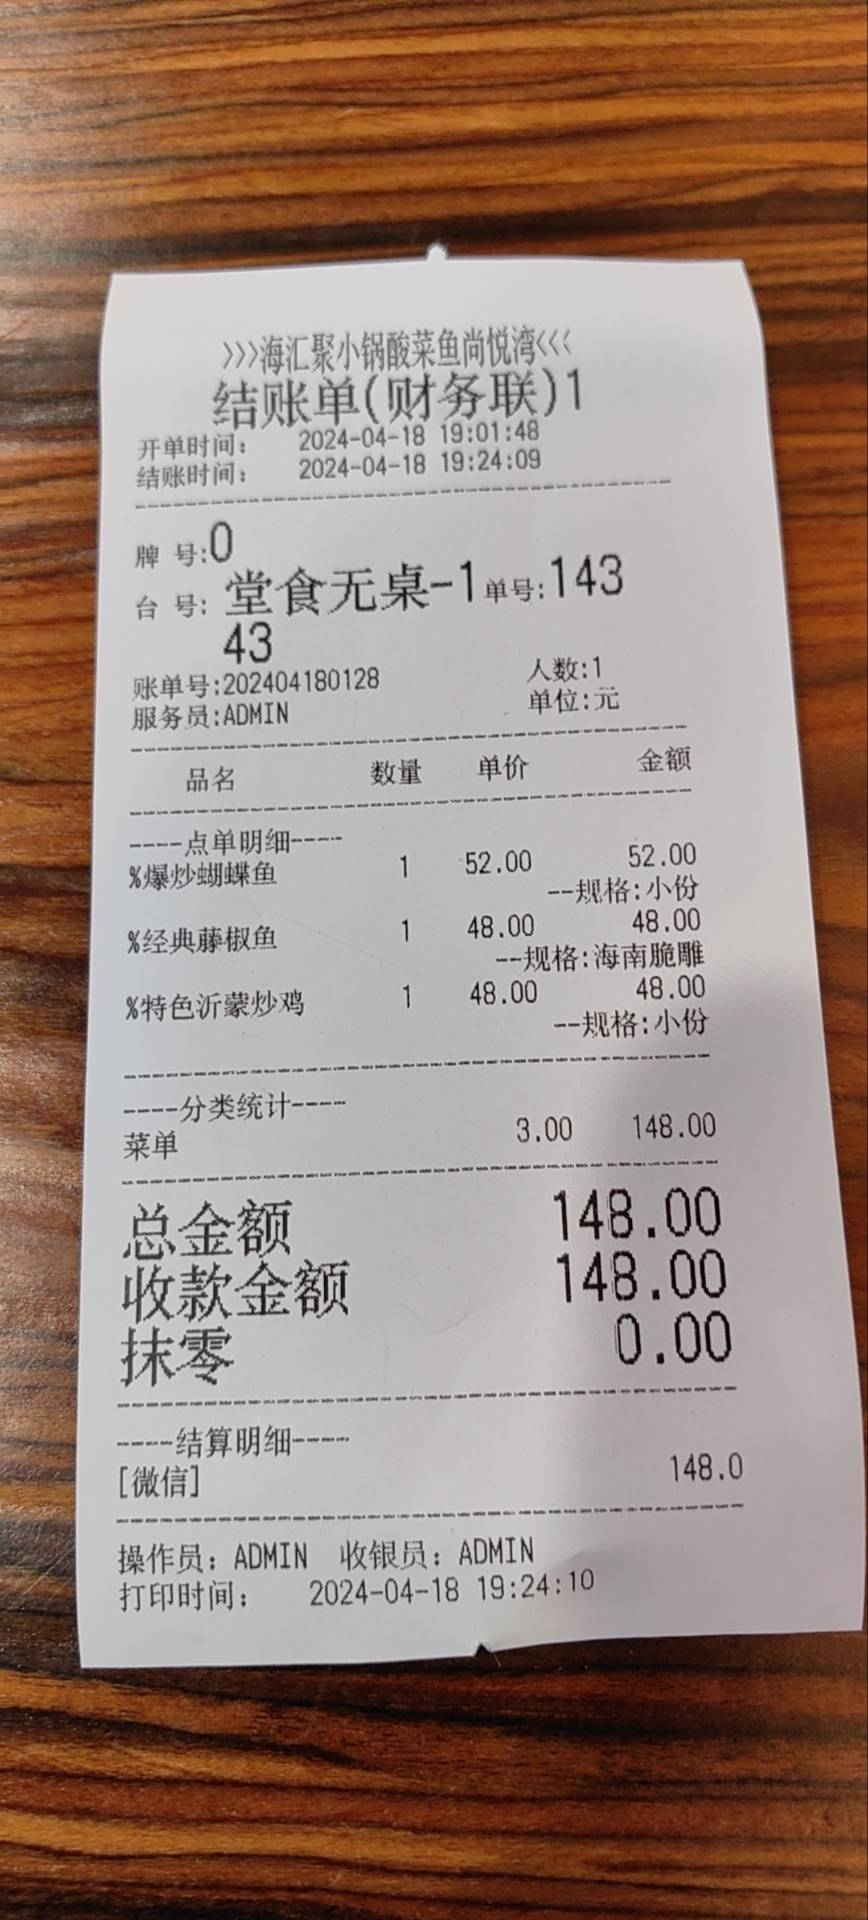 >>>海汇聚小锅酸菜鱼尚悦湾<<<
结账单(财务联)1
开单时间: 2024-04-18 19:01:48
结账时间: 2024-04-18 19:24:09
牌 号:0
台 号: 堂食无桌-1 单号:143
43
账单号:202404180128 人数:1
服务员:ADMIN 单位:元
品名 数量 单价 金额
----点单明细----
%爆炒蝴蝶鱼 1 52.00 52.00
--规格:小份
%经典藤椒鱼 1 48.00 48.00
--规格:海南脆雕
%特色沂蒙炒鸡 1 48.00 48.00
--规格:小份
----分类统计----
菜单 3.00 148.00
总金额 148.00
收款金额 148.00
抹零 0.00
----结算明细----
[微信] 148.0
操作员: ADMIN 收银员: ADMIN
打印时间: 2024-04-18 19:24:10